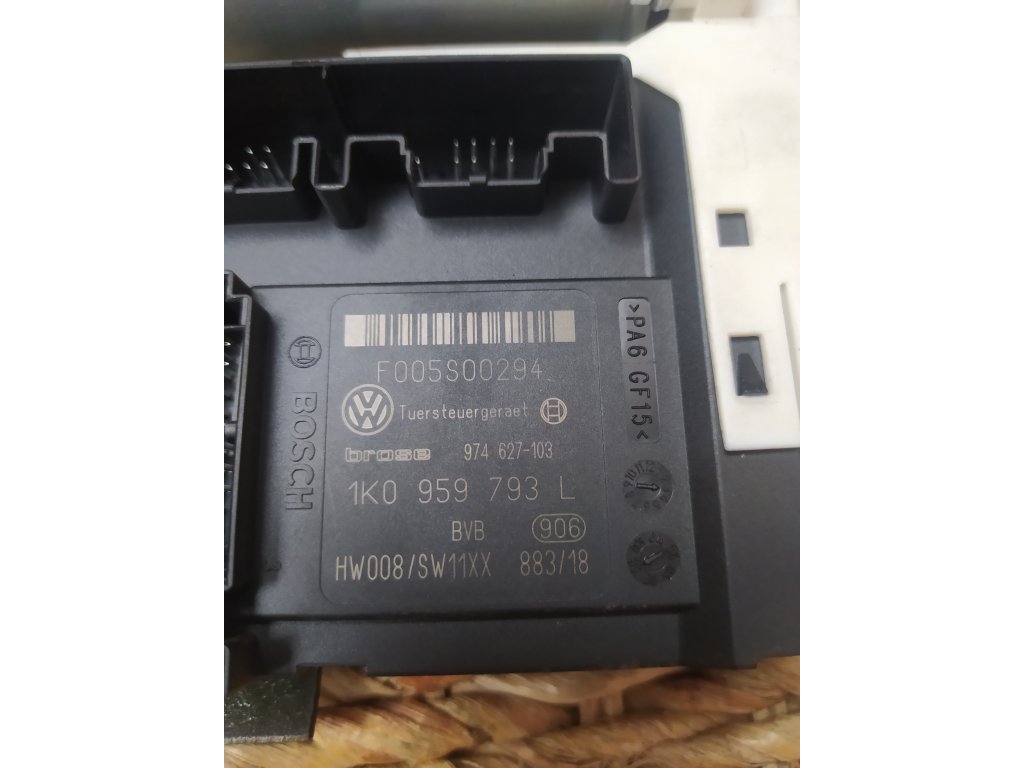 F005S00294
Tuersteuergeraet
brose 974 627-103
1K0 959 793 L
BVB 906
HW008/SW11XX 883/18
BOSCH
>PA6 GF15<